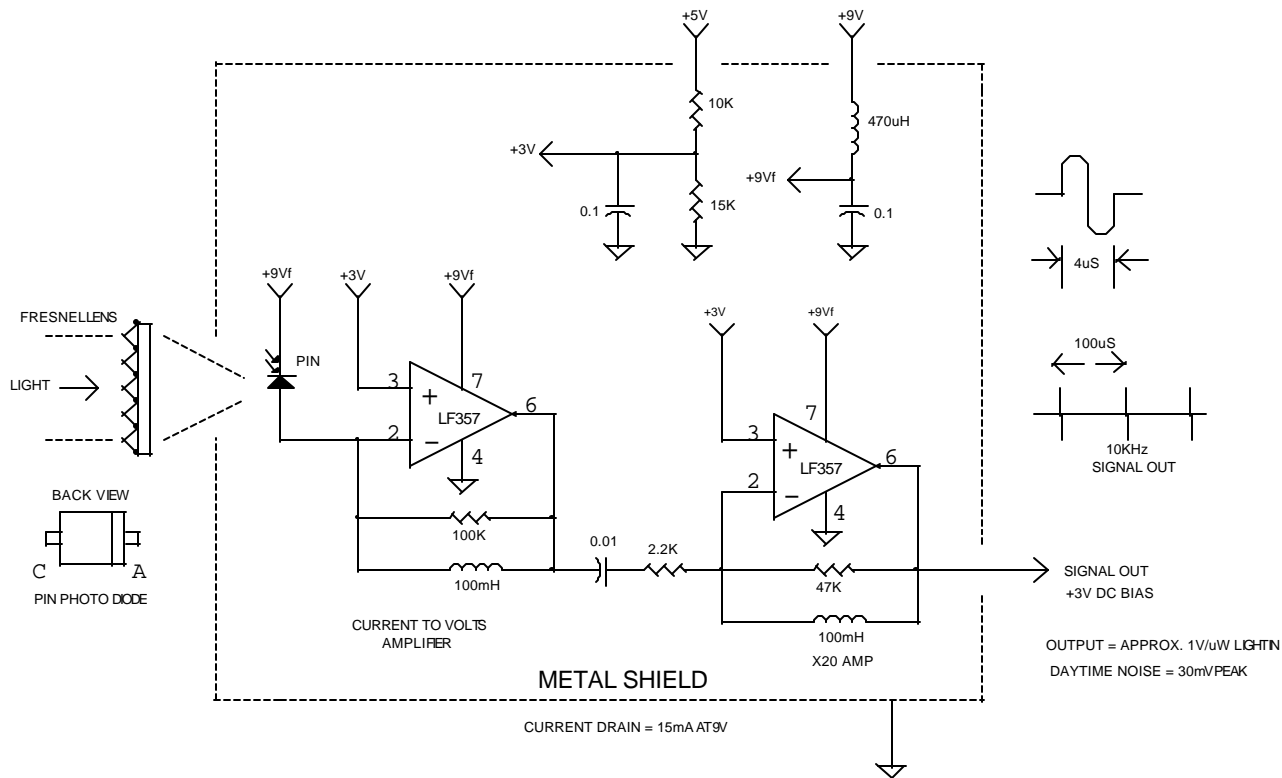 +5V
+9V
10K
470uH
+3V
+9Vf
15K
0.1
0.1
4uS
+9Vf
+3V
+9Vf
FRESNELLENS
+3V
+9Vf
100uS
PIN
LIGHT
3
7
+
LF357
6
2
−
4
7
3
+
LF357
6
2
−
4
10KHz
SIGNAL OUT
BACK VIEW
C
A
PIN PHOTO DIODE
100K
100mH
0.01
2.2K
47K
100mH
X20 AMP
SIGNAL OUT
+3V DC BIAS
CURRENT TO VOLTS
AMPLIFIER
OUTPUT = APPROX. 1V/uW LIGHTIN
DAYTIME NOISE = 30mVPEAK
METAL SHIELD
CURRENT DRAIN = 15mA AT9V